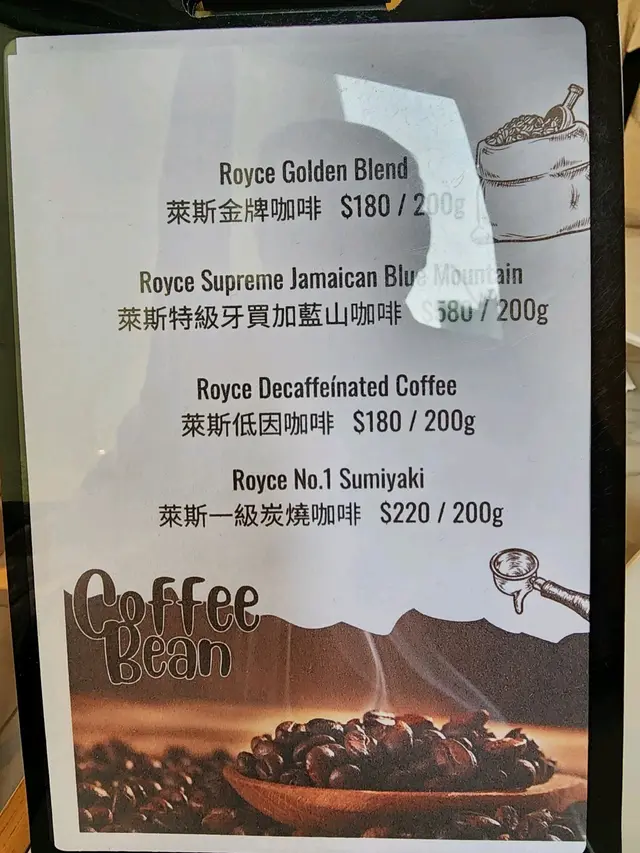 Royce Golden Blend
萊斯金牌咖啡 $180 / 200g
Royce Supreme Jamaican Blue Mountain
萊斯特級牙買加藍山咖啡 $580 / 200g
Royce Decaffeínated Coffee
萊斯低因咖啡 $180 / 200g
Royce No.1 Sumiyaki
萊斯一級炭燒咖啡 $220 / 200g
Coffee
Bean